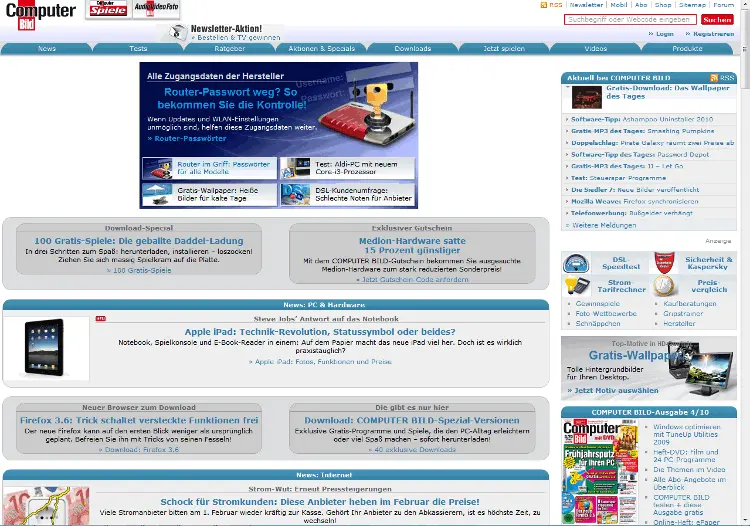 Computer
Bild
Computer
Spiele
AudioVideoFoto
Newsletter-Aktion!
» Bestellen & TV gewinnen
RSS | Newsletter | Mobil | Abo | Shop | Sitemap | Forum
Suchbegriff oder Webcode eingeben
Suchen
» Login
» Registrieren
News
Tests
Ratgeber
Aktionen & Specials
Downloads
Jetzt spielen
Videos
Produkte
Alle Zugangsdaten der Hersteller
Router-Passwort weg? So
bekommen Sie die Kontrolle!
Wenn Updates und WLAN-Einstellungen
unmöglich sind, helfen diese Zugangsdaten weiter.
» Router-Passwörter
Username:
Passwort:
Router im Griff: Passwörter
für alle Modelle
Test: Aldi-PC mit neuem
Core-i3-Prozessor
Gratis-Wallpaper: Heiße
Bilder für kalte Tage
DSL-Kundenumfrage:
Schlechte Noten für Anbieter
Download-Special
100 Gratis-Spiele: Die geballte Daddel-Ladung
In drei Schritten zum Spaß: herunterladen, installieren – loszocken!
Ziehen Sie sich massig Spielkram auf die Platte.
» 100 Gratis-Spiele
Exklusiver Gutschein
Medion-Hardware satte
15 Prozent günstiger
Mit dem COMPUTER BILD-Gutschein bekommen Sie ausgesuchte
Medion-Hardware zum stark reduzierten Sonderpreis!
» Jetzt Gutschein-Code anfordern
News: PC & Hardware
Steve Jobs’ Antwort auf das Notebook
Apple iPad: Technik-Revolution, Statussymbol oder beides?
Notebook, Spielkonsole und E-Book-Reader in einem: Auf dem Papier macht das neue iPad viel her. Doch ist es wirklich
praxistauglich?
» Apple iPad: Fotos, Funktionen und Preise
Neuer Browser zum Download
Firefox 3.6: Trick schaltet versteckte Funktionen frei
Der neue Firefox kann auf den ersten Blick weniger als ursprünglich
geplant. Befreien Sie ihn mit Tricks von seinen Fesseln!
» Download: Firefox 3.6
Die gibt es nur hier
Download: COMPUTER BILD-Spezial-Versionen
Exklusive Gratis-Programme und Spiele, die den PC-Alltag erleichtern
oder viel Spaß machen – sofort herunterladen!
» 40 exklusive Downloads
News: Internet
Strom-Wut: Erneut Preissteigerungen
Schock für Stromkunden: Diese Anbieter heben im Februar die Preise!
Viele Stromanbieter bitten am 1. Februar wieder kräftig zur Kasse. Gehört Ihr Anbieter zu den Abkassierern, ist es höchste Zeit, zu
wechseln!
Aktuell bei COMPUTER BILD
RSS
Gratis-Download: Das Wallpaper
des Tages
Software-Tipp: Ashampoo Uninstaller 2010
Gratis-MP3 des Tages: Smashing Pumpkins
Doppelschlag: Pirate Galaxy räumt zwei Preise ab
Software-Tipp des Tages: Password Depot
Gratis-MP3 des Tages: JJ – Let Go
Test: Steuerspar Programme
Die Siedler 7: Neue Bilder veröffentlicht
Mozilla Weave: Firefox synchronisieren
Telefonwerbung: Bußgelder verhängt
» Weitere Meldungen
Anzeige
DSL-
Speedtest
Sicherheit &
Kaspersky
Strom-
Tarifrechner
Preis-
vergleich
Gewinnspiele
Foto-Wettbewerbe
Schnäppchen
Kaufberatungen
Gripstrainer
Hersteller
Top-Motive in HD-Qualität
Gratis-Wallpaper
Tolle Hintergrundbilder
für Ihren Desktop.
» Jetzt Motiv auswählen
COMPUTER BILD-Ausgabe 4/10
Computer
Bild
mit DVD
Frühjahrsputz
für Ihren PC
Windows optimieren
mit TuneUp Utilities
2009
Heft-DVD: Film und
24 PC-Programme
Die Themen im Video
Alle Abo-Angebote im
Überblick
COMPUTER BILD
testen + diese
Ausgabe gratis
Online-Heft: ePaper